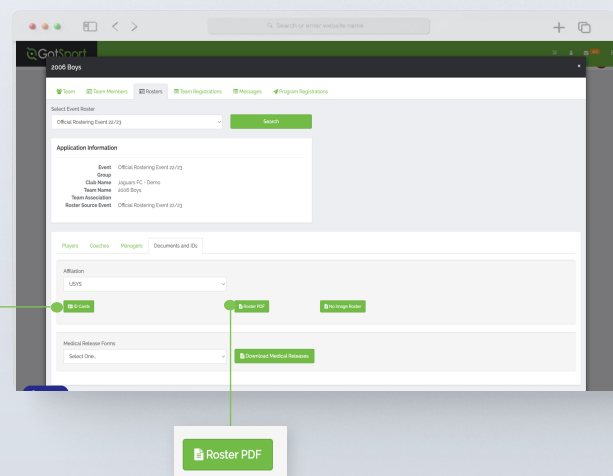 Search or enter website name
GotSport
2006 Boys
×
Team Team Members Rosters Team Registrations Messages Program Registrations
Select Event Roster
Official Rostering Event 22/23 Search
Application Information
Event Official Rostering Event 22/23
Group
Club Name Jaguars FC - Demo
Team Name 2006 Boys
Team Association
Roster Source Event Official Rostering Event 22/23
Players Coaches Managers Documents and IDs
Affiliation
USYS
ID Cards Roster PDF No Image Roster
Medical Release Forms
Select One.. Download Medical Releases
Roster PDF